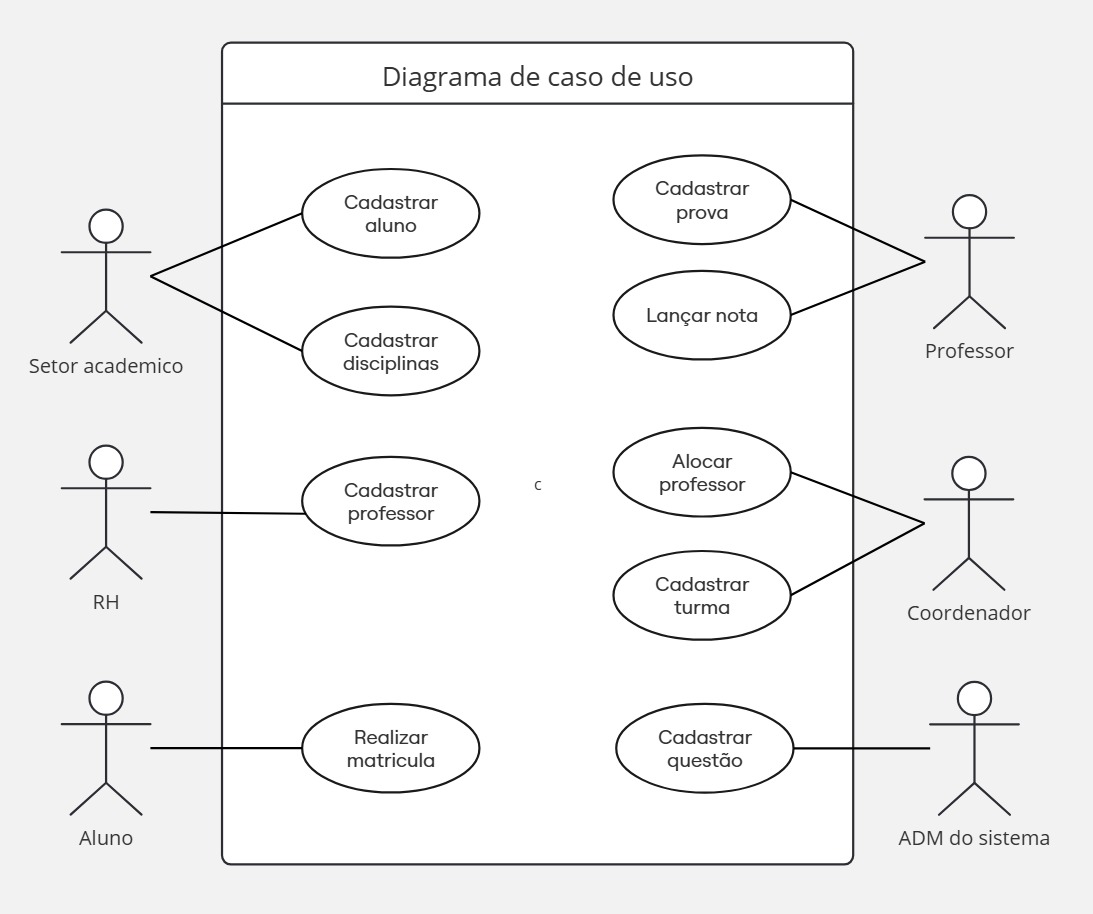 Diagrama de caso de uso
Cadastrar
aluno
Cadastrar
prova
Setor academico
Lançar nota
Professor
Cadastrar
disciplinas
RH
Cadastrar
professor
c
Alocar
professor
Cadastrar
turma
Coordenador
Aluno
Realizar
matricula
Cadastrar
questão
ADM do sistema